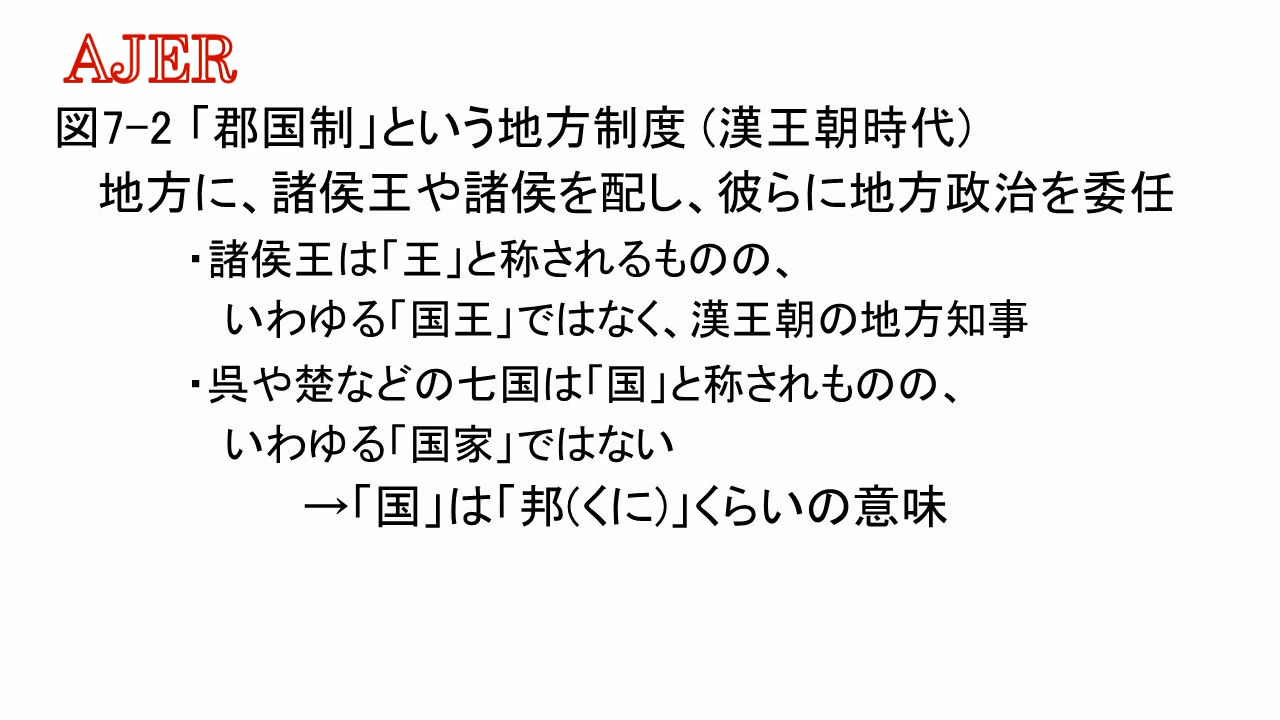 AJER
図7-2 「郡国制」という地方制度 (漢王朝時代)
地方に、諸侯王や諸侯を配し、彼らに地方政治を委任
・諸侯王は「王」と称されるものの、
いわゆる「国王」ではなく、漢王朝の地方知事
・呉や楚などの七国は「国」と称されものの、
いわゆる「国家」ではない
→「国」は「邦(くに)」くらいの意味